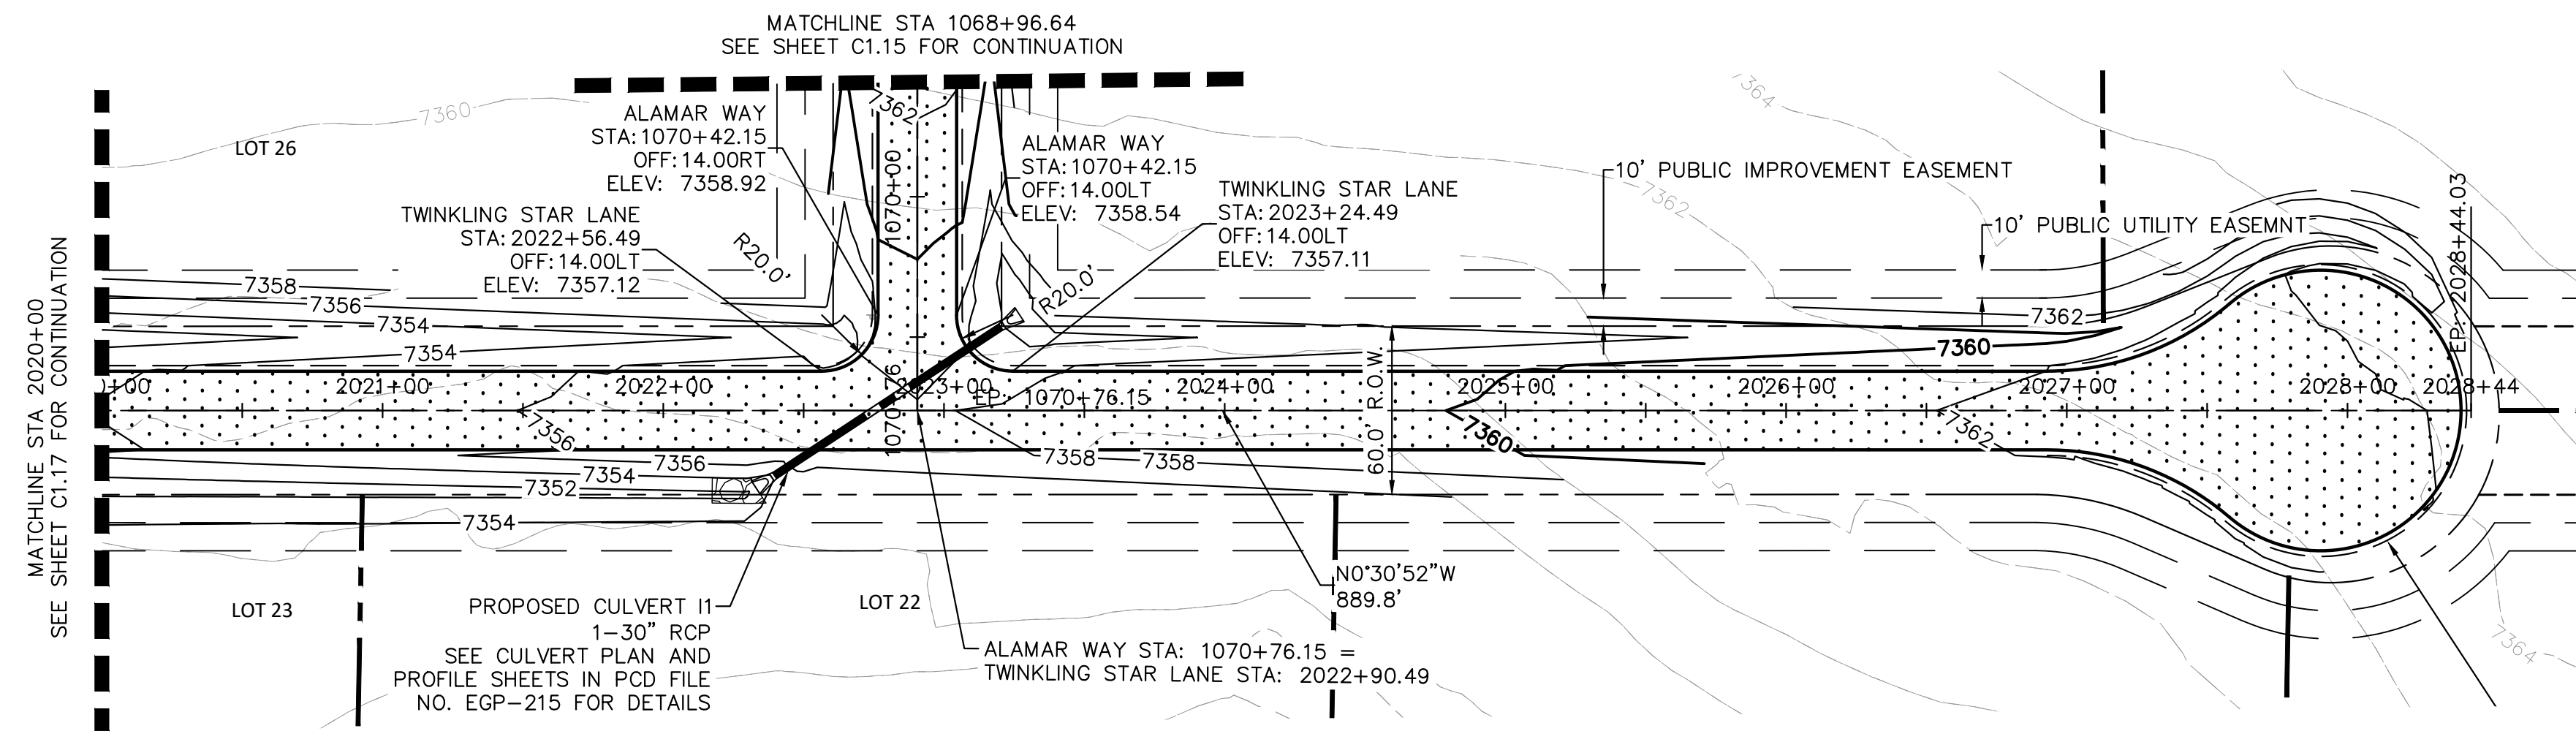 MATCHLINE STA 1068+96.64
SEE SHEET C1.15 FOR CONTINUATION
MATCHLINE STA 2020+00
SEE SHEET C1.17 FOR CONTINUATION
7360
LOT 26
ALAMAR WAY
STA:1070+42.15
OFF:14.00RT
ELEV: 7358.92
7362
1070+00
ALAMAR WAY
STA:1070+42.15
OFF:14.00LT
ELEV: 7358.54
TWINKLING STAR LANE
STA:2022+56.49
OFF:14.00LT
ELEV: 7357.12
R20.0'
R20.0'
TWINKLING STAR LANE
STA:2023+24.49
OFF:14.00LT
ELEV: 7357.11
7364
7362
10' PUBLIC IMPROVEMENT EASEMENT
10' PUBLIC UTILITY EASEMNT
EP: 2028+44.03
7358
7356
7354
7354
7362
7360
)+00
2021+00
2022+00
2023+00
2024+00
2025+00
2026+00
2027+00
2028+00
2028+44
1070+76
EP: 1070+76.15
60.0' R.O.W.
7356
7360
7362
7356
7354
7352
7354
7358
7358
N0°30'52"W
889.8'
LOT 23
LOT 22
PROPOSED CULVERT I1
1-30" RCP
SEE CULVERT PLAN AND
PROFILE SHEETS IN PCD FILE
NO. EGP-215 FOR DETAILS
ALAMAR WAY STA: 1070+76.15 =
TWINKLING STAR LANE STA: 2022+90.49
7364